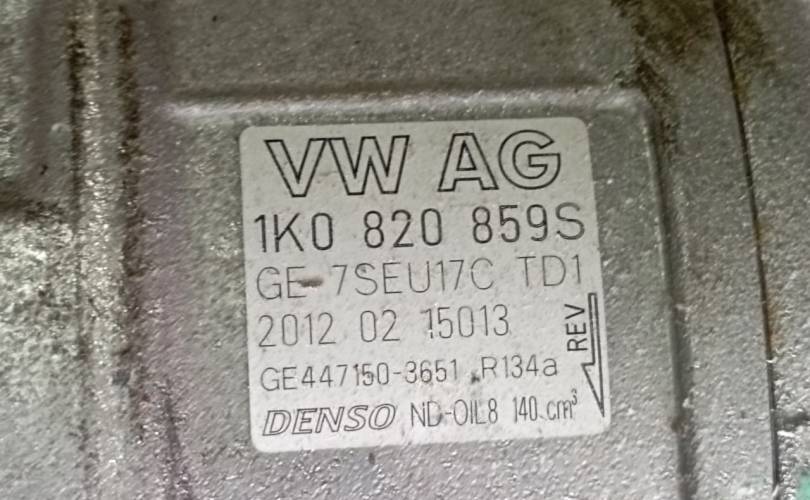 VW AG
1K0 820 859S
GE-7SEU17C TD1
2012 02 15013
GE447150-3651 R134a
DENSO ND-OIL8 140 cm³
REV